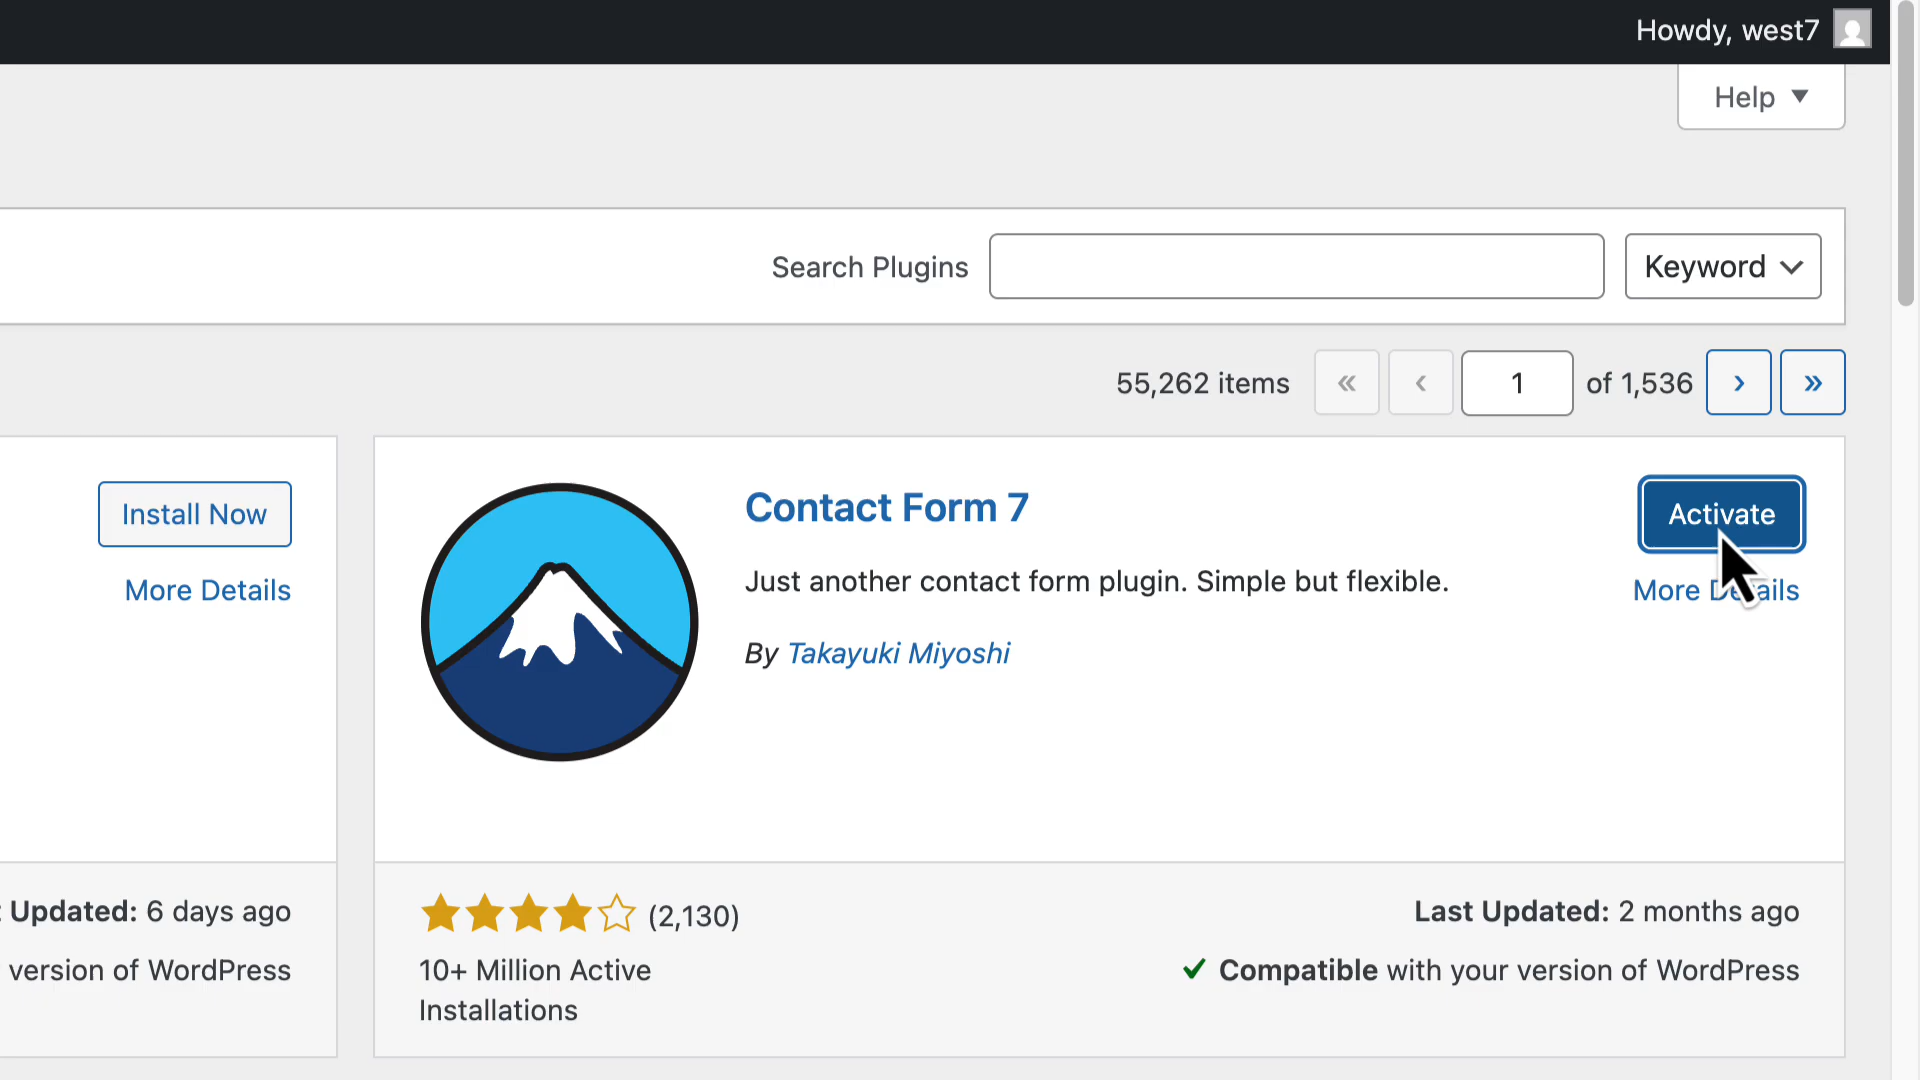 Howdy, west7
Help ▼
Search Plugins
Keyword
55,262 items « ‹ 1 of 1,536 › »
Install Now
More Details
Contact Form 7
Activate
Just another contact form plugin. Simple but flexible.
More Details
By Takayuki Miyoshi
Updated: 6 days ago
version of WordPress
(2,130)
10+ Million Active
Installations
Last Updated: 2 months ago
✓ Compatible with your version of WordPress